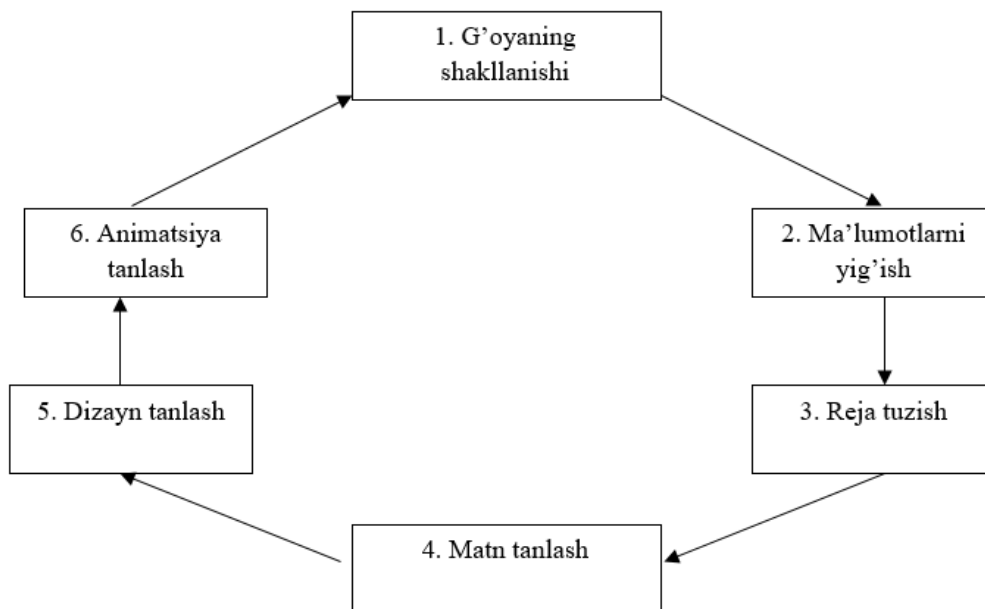 1. G’oyaning
shakllanishi
2. Ma’lumotlarni
yig’ish
3. Reja tuzish
4. Matn tanlash
5. Dizayn tanlash
6. Animatsiya
tanlash